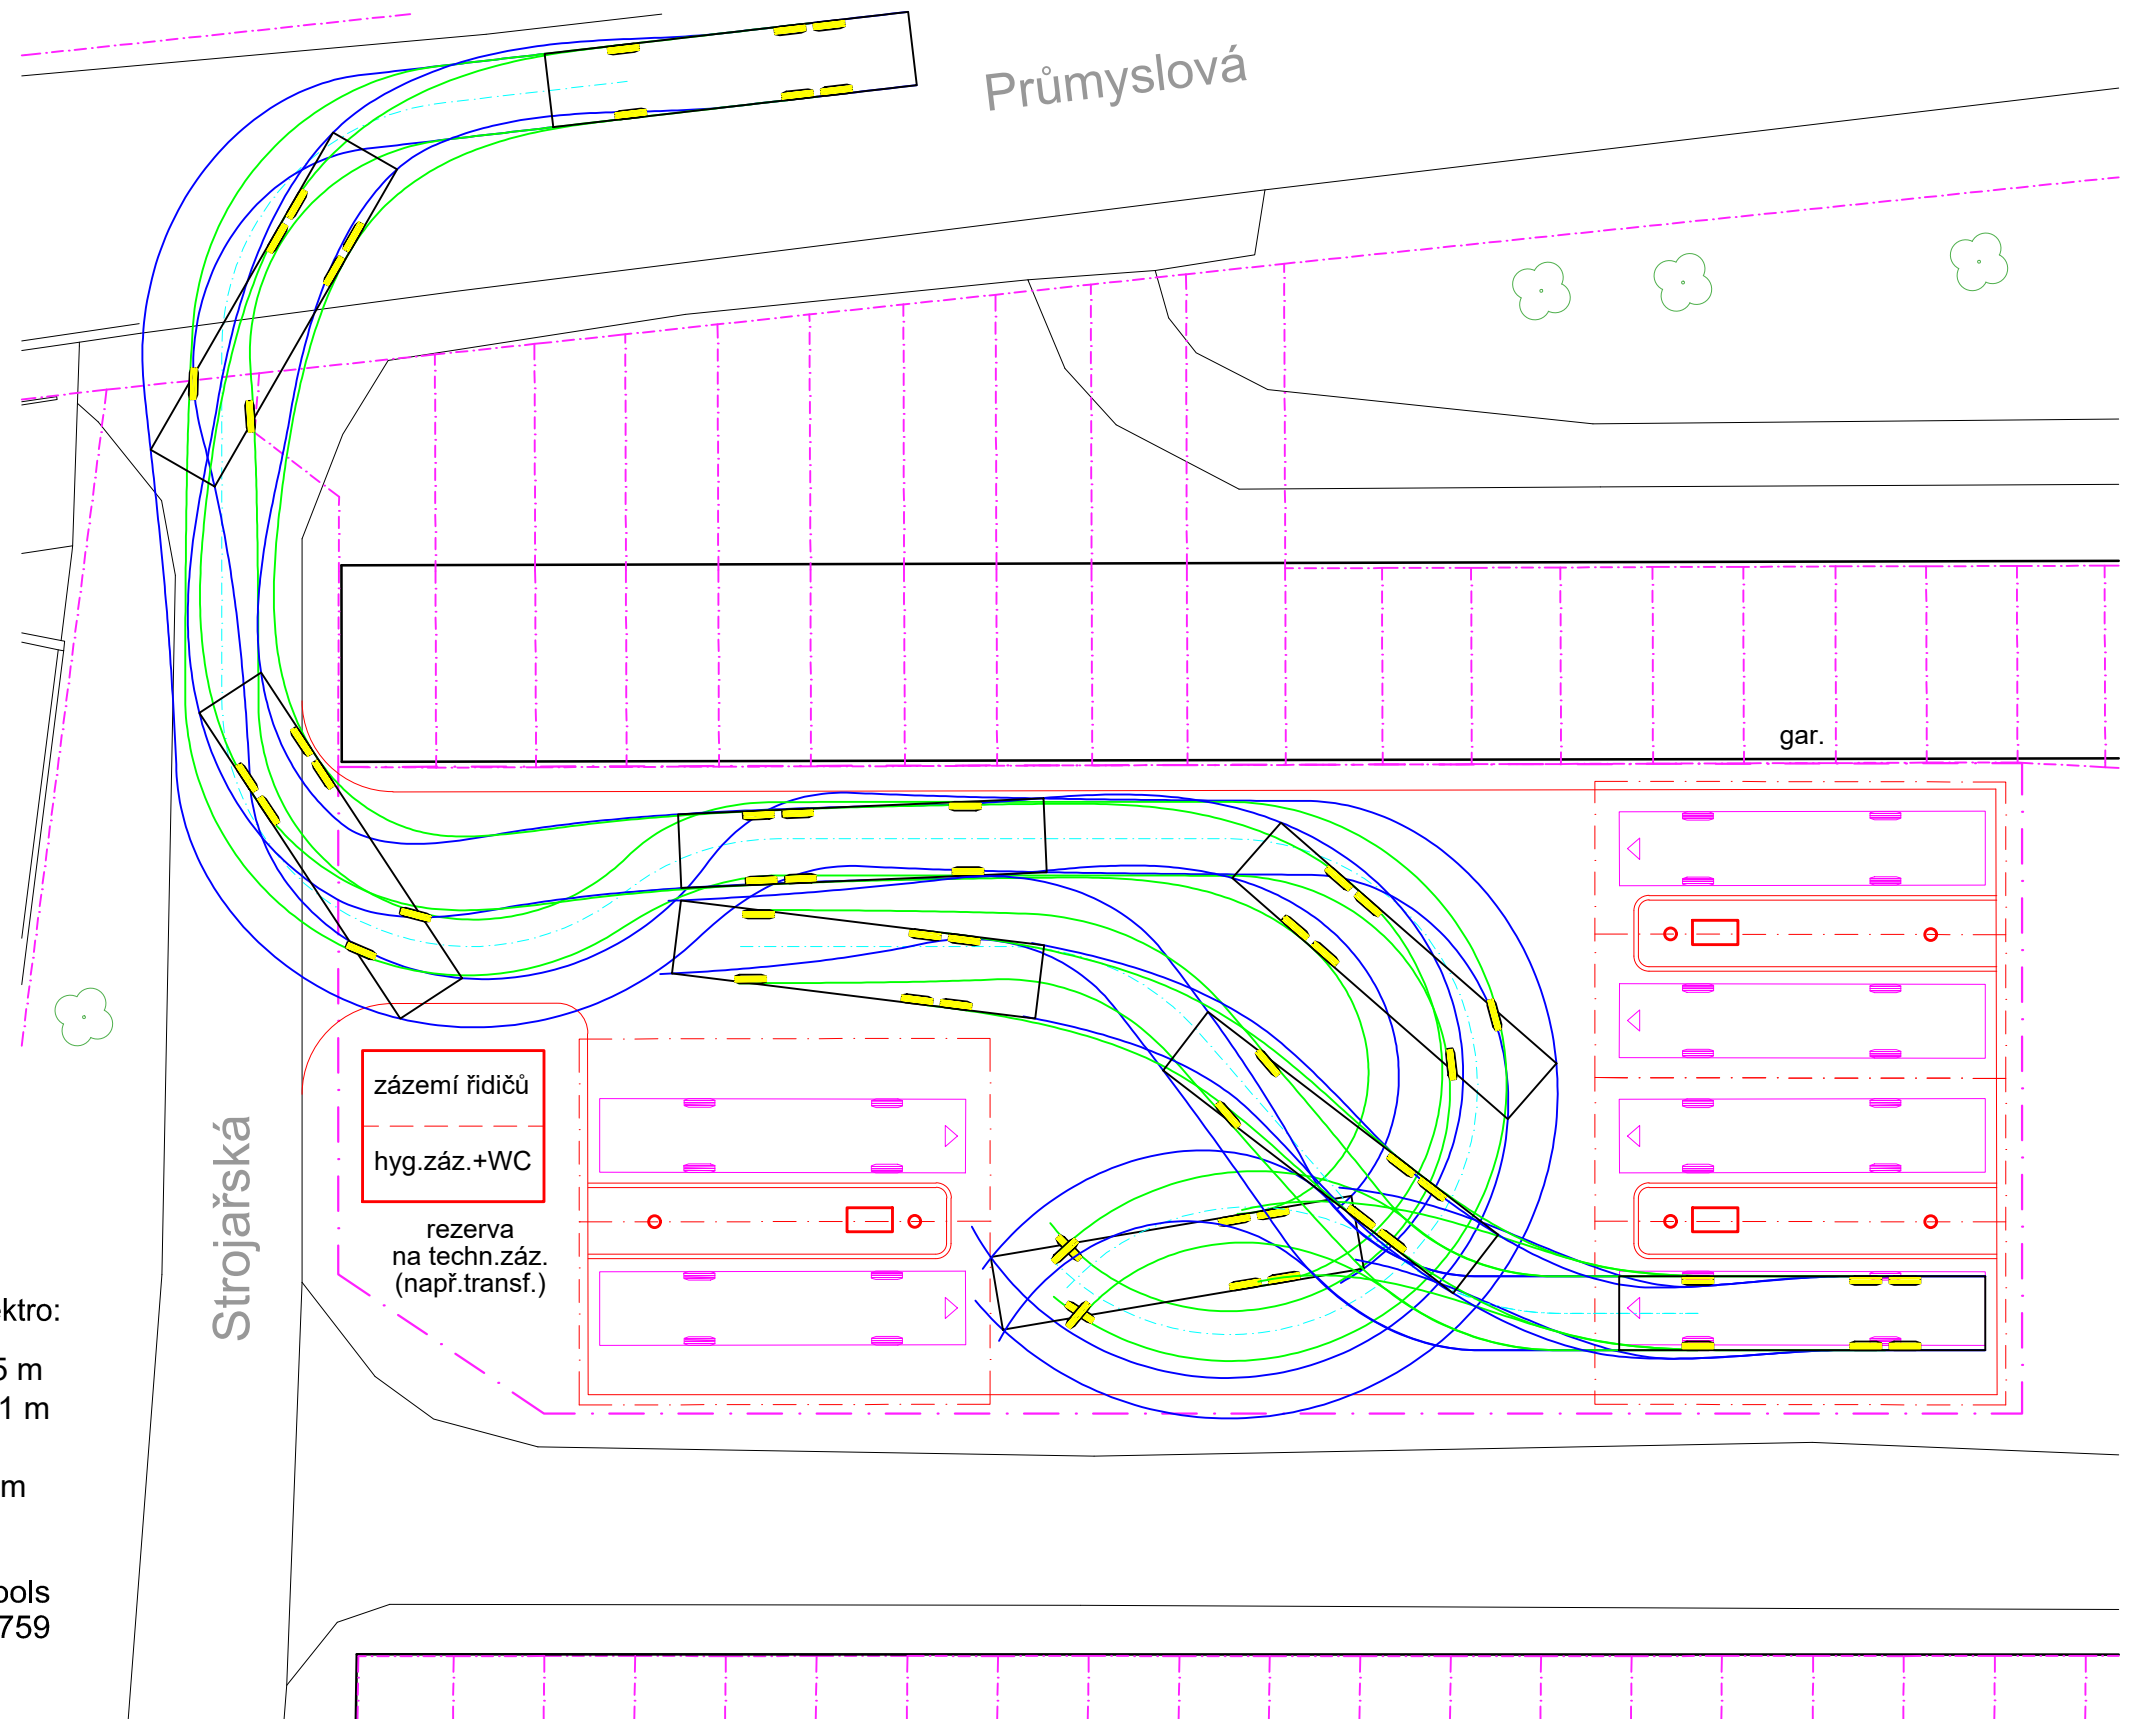 Průmyslová
gar.
zázemí řidičů
hyg.záz.+WC
rezerva
na techn.záz.
(např.transf.)
Strojařská
ktro:
5 m
1 m
m
ools
759